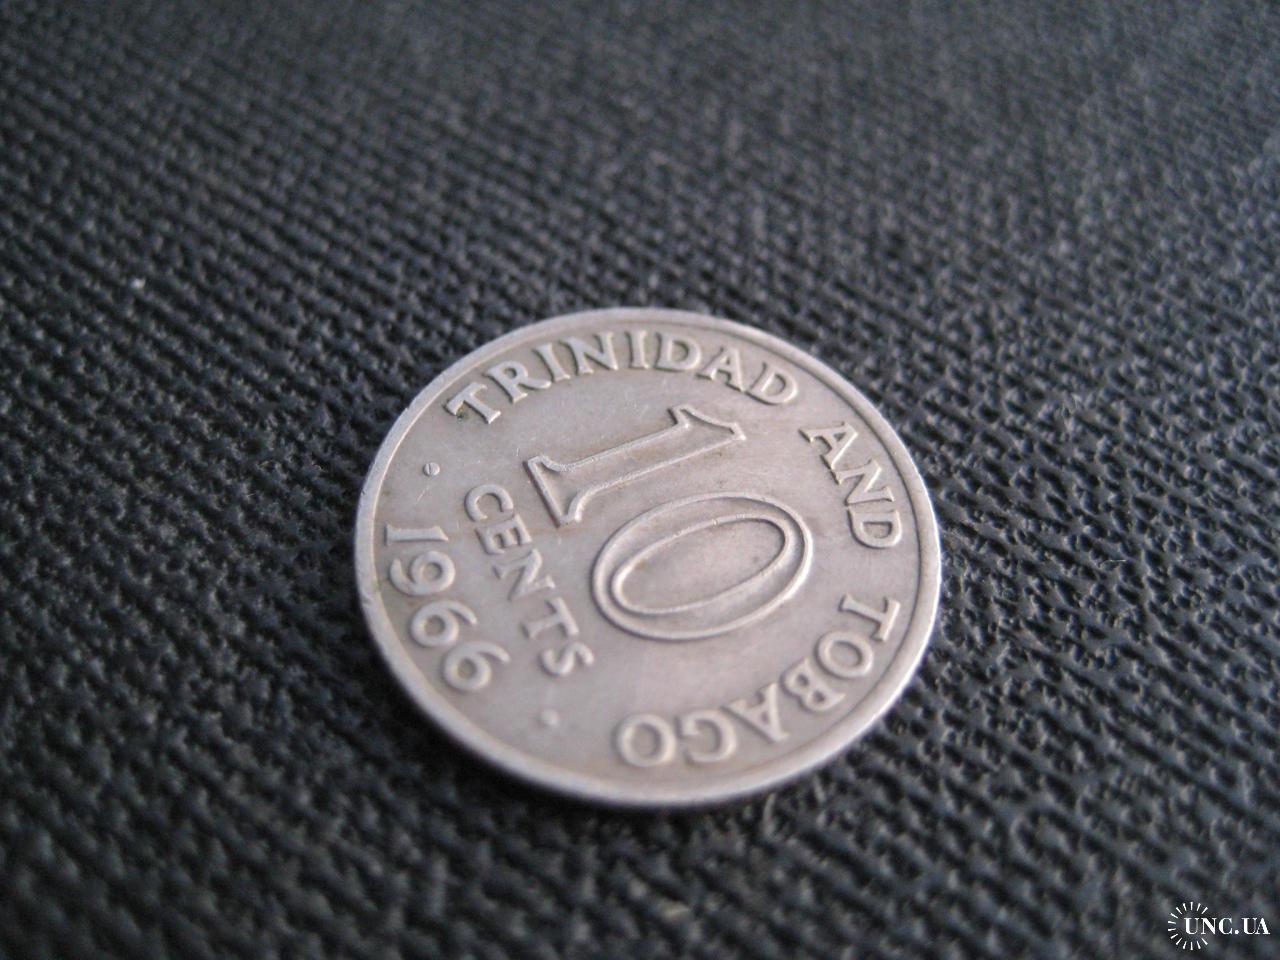 TRINIDAD AND TOBAGO
10
CENTS
1966
UNC.UA